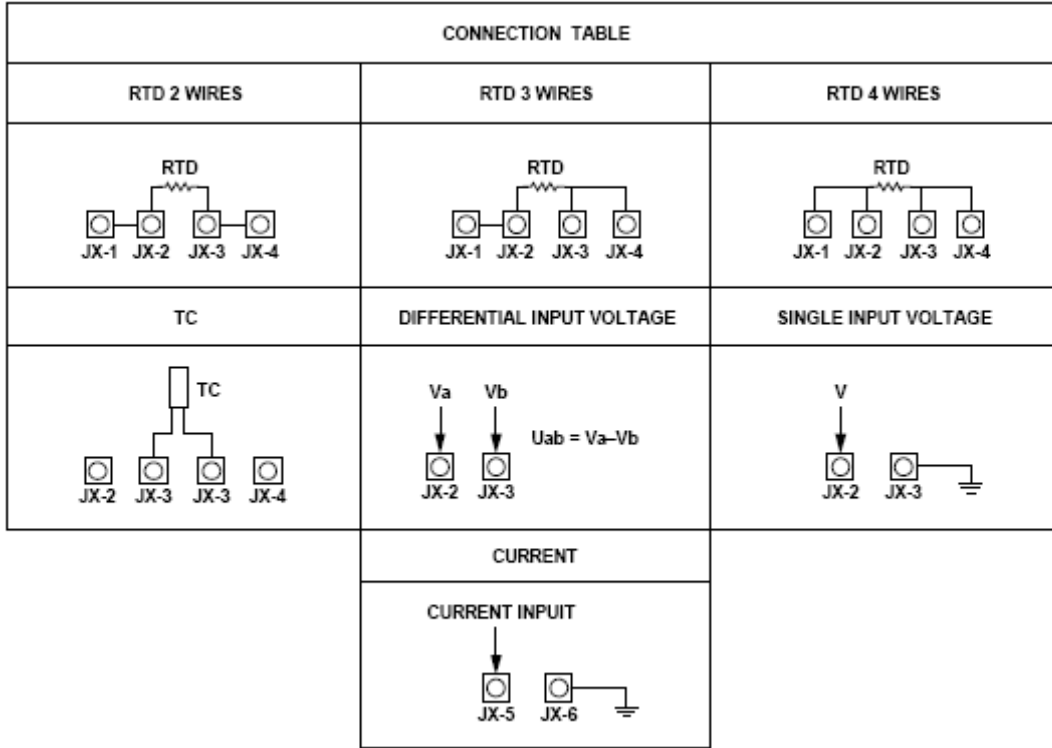 CONNECTION TABLE
RTD 2 WIRES
RTD 3 WIRES
RTD 4 WIRES
RTD
JX-1 JX-2 JX-3 JX-4
RTD
JX-1 JX-2 JX-3 JX-4
RTD
JX-1 JX-2 JX-3 JX-4
TC
DIFFERENTIAL INPUT VOLTAGE
SINGLE INPUT VOLTAGE
TC
JX-2 JX-3 JX-3 JX-4
Va Vb
Uab = Va–Vb
JX-2 JX-3
V
JX-2 JX-3
CURRENT
CURRENT INPUIT
JX-5 JX-6